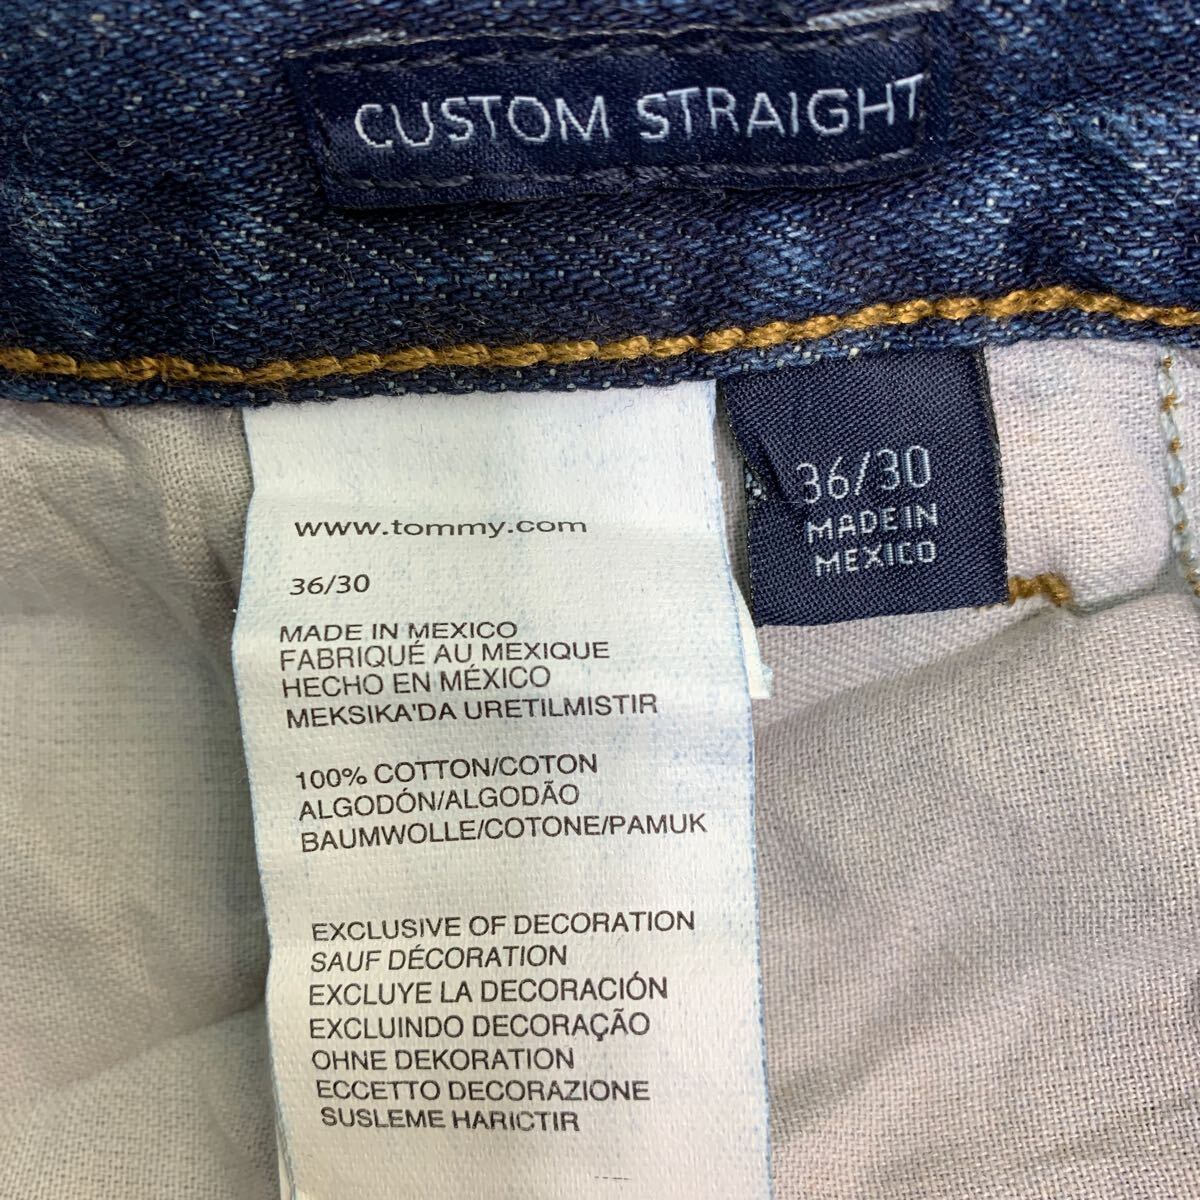 CUSTOM STRAIGHT
www.tommy.com
36/30
MADE IN MEXICO
FABRIQUÉ AU MEXIQUE
HECHO EN MÉXICO
MEKSIKA'DA URETILMISTIR
100% COTTON/COTON
ALGODÓN/ALGODÃO
BAUMWOLLE/COTONE/PAMUK
EXCLUSIVE OF DECORATION
SAUF DÉCORATION
EXCLUYE LA DECORACIÓN
EXCLUINDO DECORAÇÃO
OHNE DEKORATION
ECCETTO DECORAZIONE
SUSLEME HARICTIR
36/30
MADE IN
MEXICO